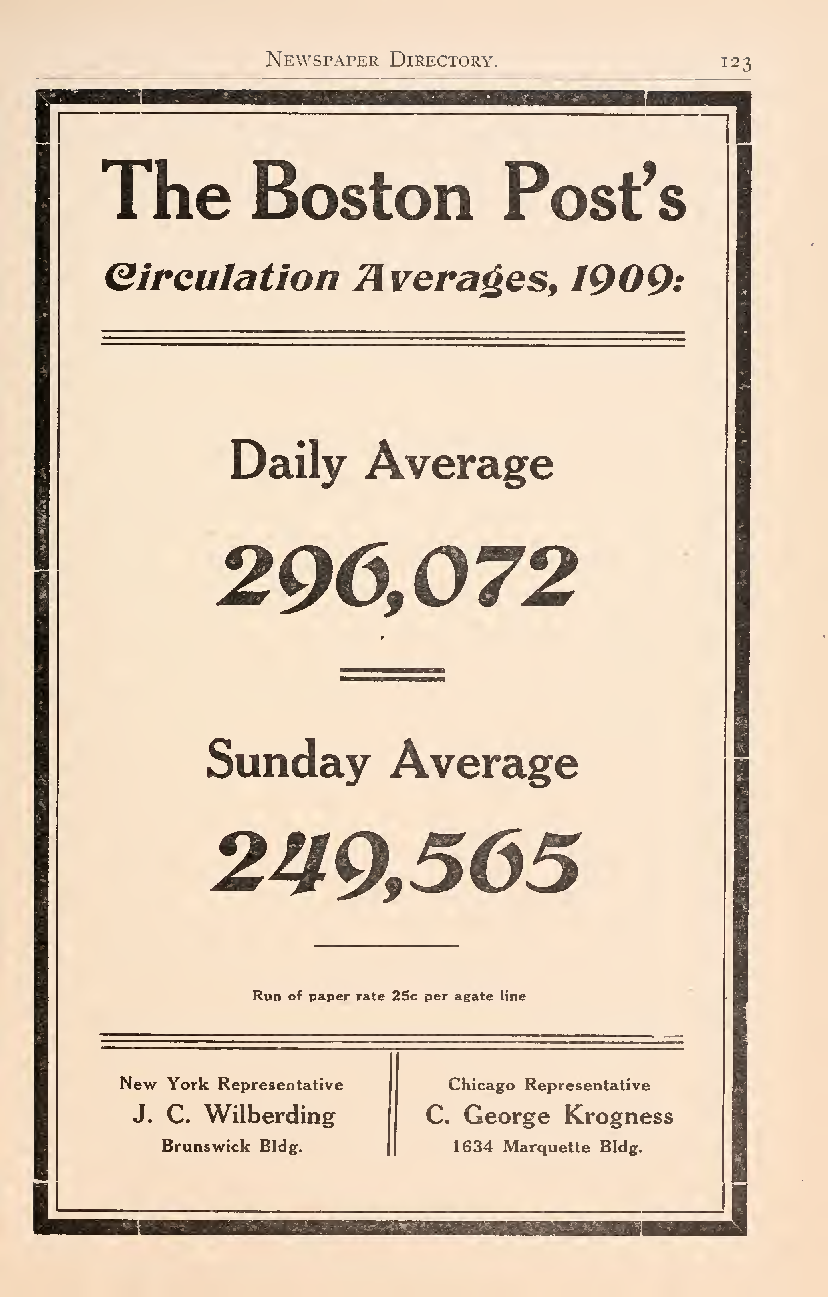 Newspaper Directory. 123
The Boston Post's
Circulation Averages, 1909:
Daily Average
296,072
Sunday Average
249,565
Run of paper rate 25c per agate line
New York Representative
J. C. Wilberding
Brunswick Bldg.
Chicago Representative
C. George Krogness
1634 Marquette Bldg.